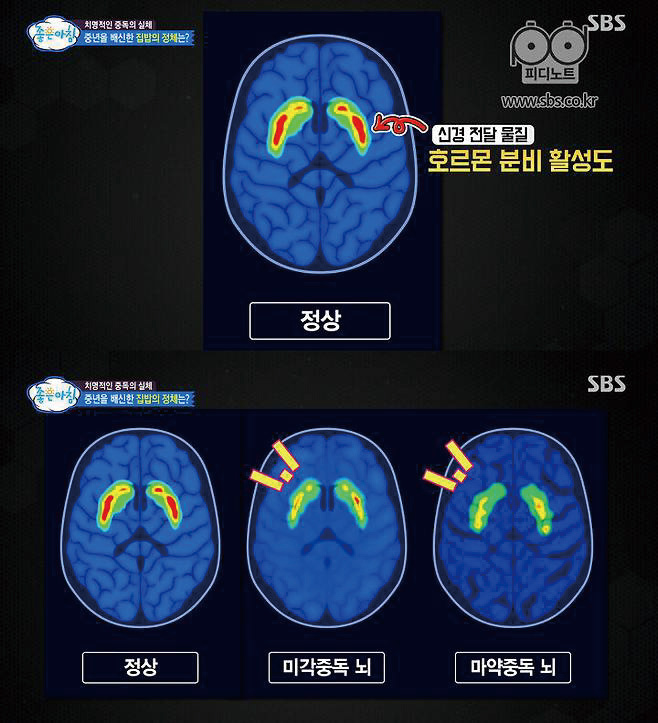 좋은아침
치명적인 중독의 실체
중년을 배신한 집밥의 정체는?
SBS
피디노트
www.sbs.co.kr
신경 전달 물질
호르몬 분비 활성도
정상
좋은아침
치명적인 중독의 실체
중년을 배신한 집밥의 정체는?
SBS
정상
미각중독 뇌
마약중독 뇌